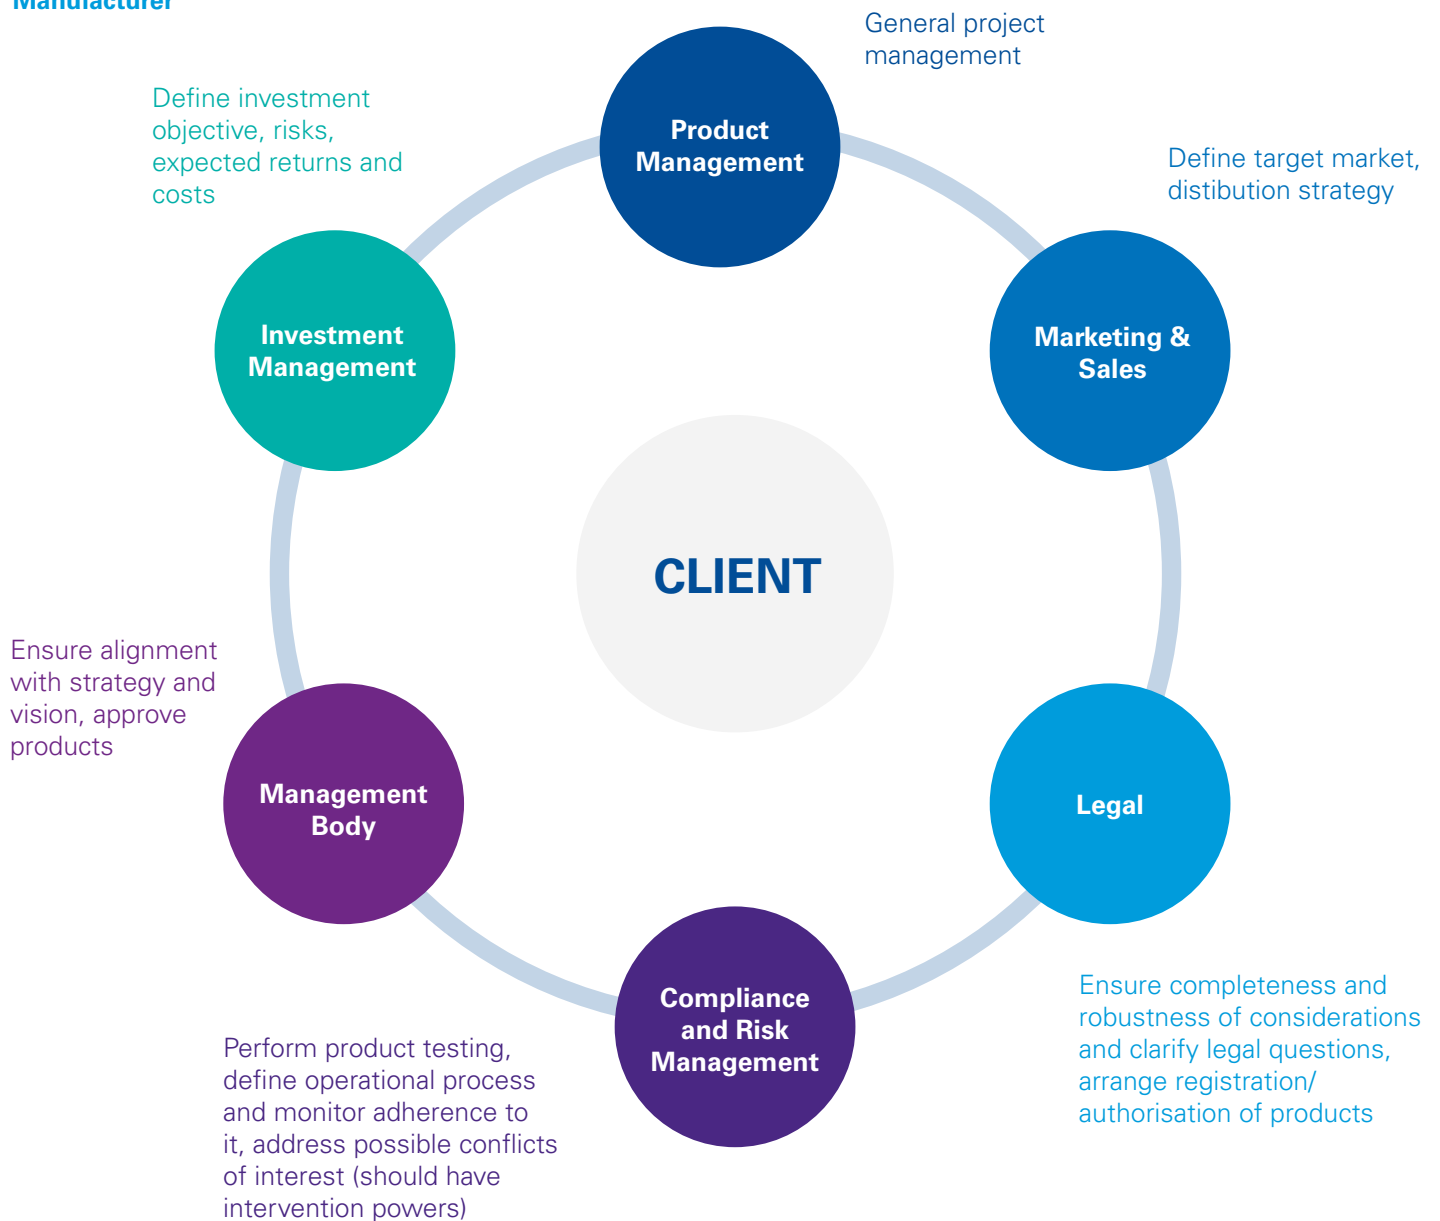 Manufacturer
General project
management
Product
Management
Define investment
objective, risks,
expected returns and
costs
Define target market,
distibution strategy
Investment
Management
Marketing &
Sales
CLIENT
Ensure alignment
with strategy and
vision, approve
products
Management
Body
Legal
Compliance
and Risk
Management
Ensure completeness and
robustness of considerations
and clarify legal questions,
arrange registration/
authorisation of products
Perform product testing,
define operational process
and monitor adherence to
it, address possible conflicts
of interest (should have
intervention powers)